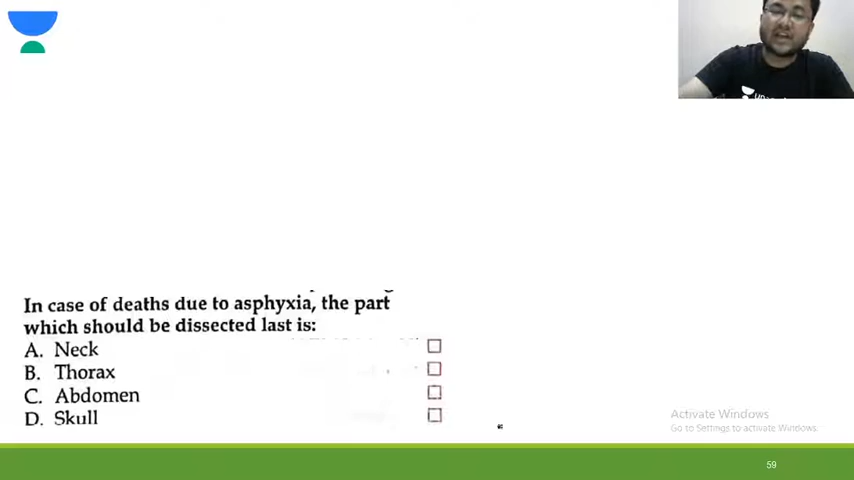 In case of deaths due to asphyxia, the part
which should be dissected last is:
A. Neck
B. Thorax
C. Abdomen
D. Skull
Activate Windows
Go to Settings to activate Windows.
59